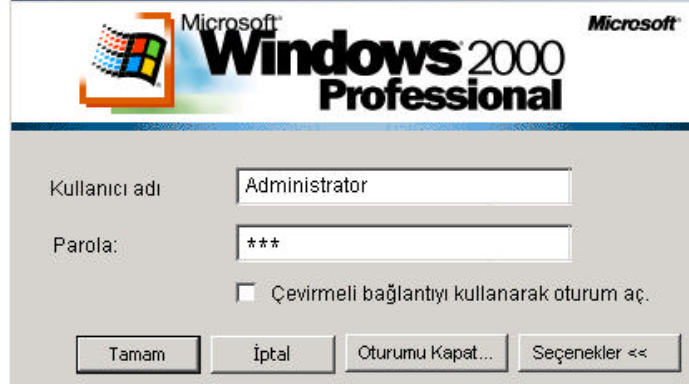 Microsoft
Microsoft
Windows 2000
Professional
Kullanıcı adı
Administrator
Parola:
***
Çevirmeli bağlantıyı kullanarak oturum aç.
Tamam
İptal
Oturumu Kapat...
Seçenekler <<